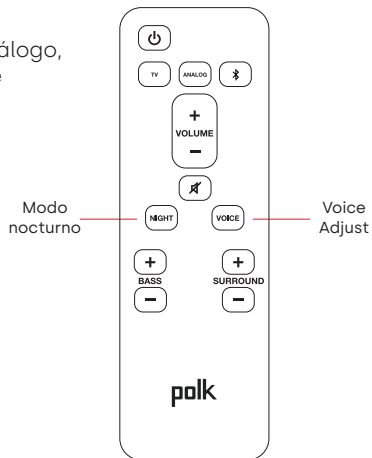 álogo,
e
TV ANALOG
+
VOLUME
−
Modo
nocturno
NIGHT VOICE
Voice
Adjust
+ +
BASS SURROUND
− −
polk